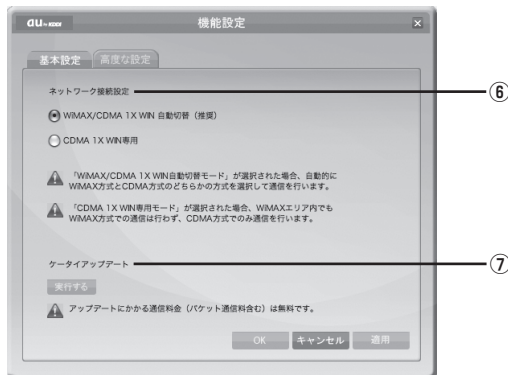 au by KDDI
機能設定
基本設定
高度な設定
ネットワーク接続設定
⑥
WiMAX/CDMA 1X WIN 自動切替（推奨）
CDMA 1X WIN専用
「WiMAX/CDMA 1X WIN自動切替モード」が選択された場合、自動的に
WiMAX方式とCDMA方式のどちらかの方式を選択して通信を行います。
「CDMA 1X WIN専用モード」が選択された場合、WiMAXエリア内でも
WiMAX方式での通信は行わず、CDMA方式でのみ通信を行います。
ケータイアップデート
⑦
実行する
アップデートにかかる通信料金（パケット通信料含む）は無料です。
OK
キャンセル
適用